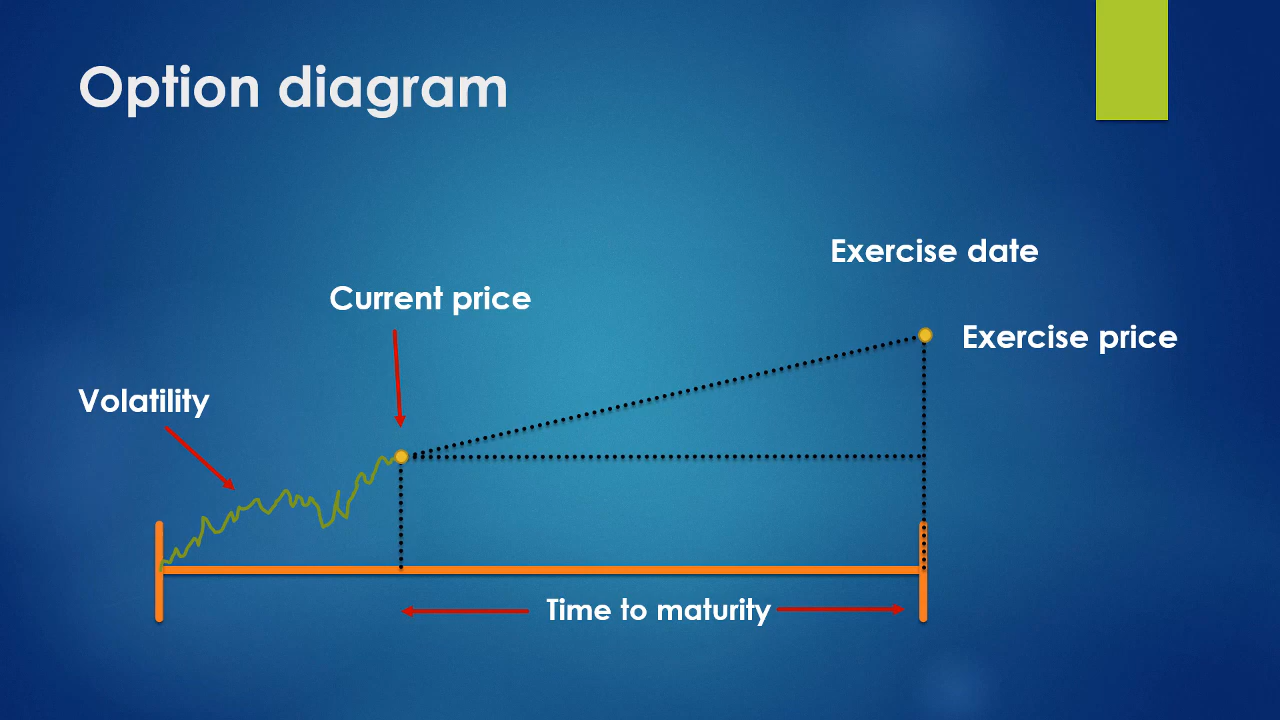 Option diagram
Exercise date
Current price
Exercise price
Volatility
Time to maturity